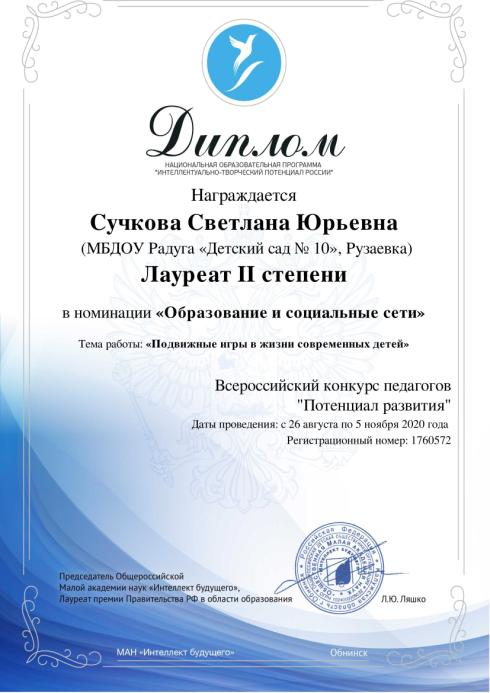 Диплом
НАЦИОНАЛЬНАЯ ОБРАЗОВАТЕЛЬНАЯ ПРОГРАММА
"ИНТЕЛЛЕКТУАЛЬНО-ТВОРЧЕСКИЙ ПОТЕНЦИАЛ РОССИИ"
Награждается
Сучкова Светлана Юрьевна
(МБДОУ Радуга «Детский сад № 10», Рузаевка)
Лауреат II степени
в номинации «Образование и социальные сети»
Тема работы: «Подвижные игры в жизни современных детей»
Всероссийский конкурс педагогов
"Потенциал развития"
Даты проведения: с 26 августа по 5 ноября 2020 года
Регистрационный номер: 1760572
Российская Федерация
Председатель Общероссийской
Малой академии наук «Интеллект будущего»,
Лауреат премии Правительства РФ в области образования
Л.Ю. Ляшко
МАН «Интеллект будущего»
Обнинск